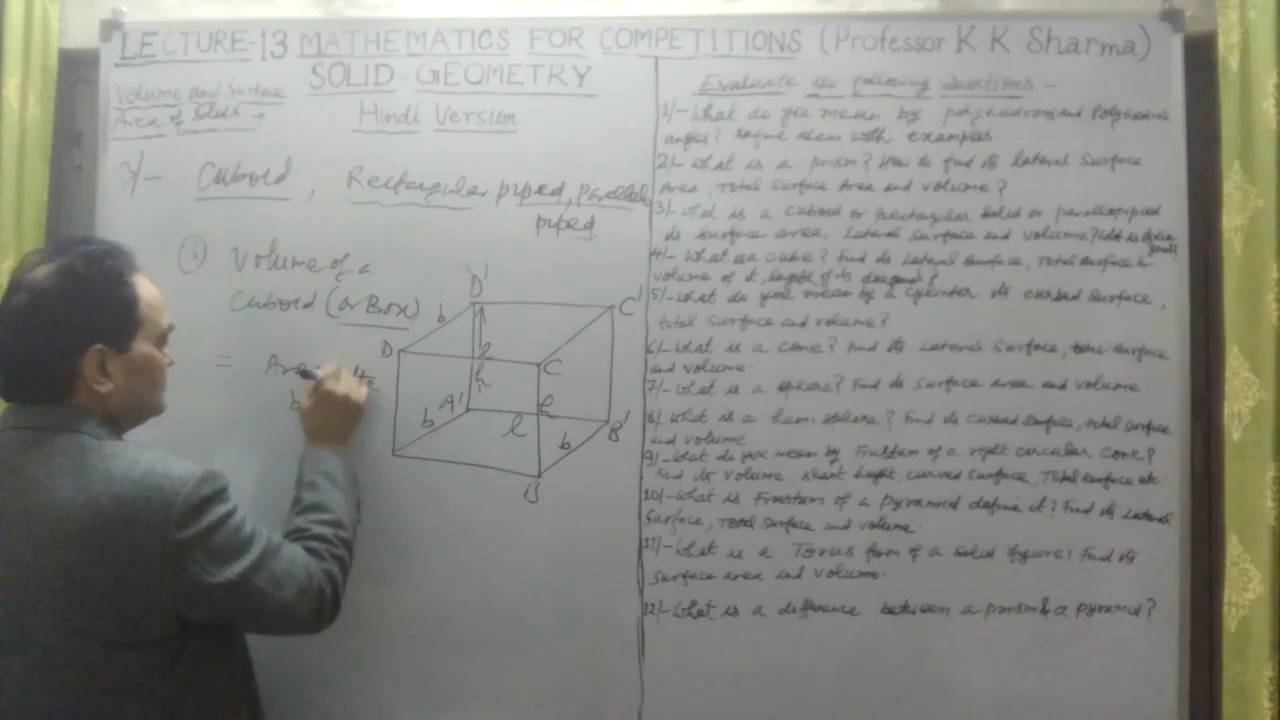 LECTURE-13 MATHEMATICS FOR COMPETITIONS (Professor K K Sharma)
SOLID-GEOMETRY
Volume and Surface
Area of Solids →
Hindi Version
3/- Cuboid, Rectangular piped, parallelo
piped
(i) Volume of a
Cuboid (or Box)
= Are the
b
D'
C'
b
D
l
C
h
h
b
A'
l
b
B'
B
Evaluate the following questions -
1/- What do you mean by polyhedrons and Polyhedral
angles? Define them with examples
2/- What is a prism? How to find its lateral Surface
Area, Total Surface Area and volume?
3/- What is a cuboid or rectangular solid or parallelopiped
its surface area, lateral surface and volume?
4/- What is a cube? Find its Lateral Surface, Total surface &
volume of it, length of its diagonal?
5/- What do you mean by a cylinder its curved surface,
total surface and volume?
6/- What is a cone? Find its Lateral Surface, total surface
and volume.
7/- What is a sphere? Find its surface area and volume
8/- What is a hemi sphere? Find its curved surface, total surface
and volume
9/- What do you mean by Frustum of a right circular cone?
Find its volume, slant height, curved surface, Total surface etc.
10/- What is Frustum of a pyramid define it? Find its Lateral
Surface, Total Surface and volume.
11/- What is a Torus form of a solid figure? Find its
surface area and volume.
12/- What is a difference between a prism & a pyramid?